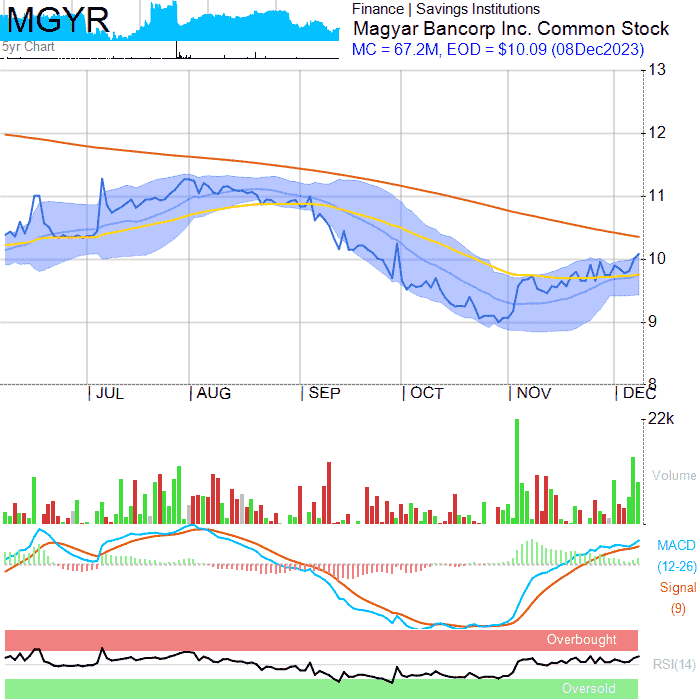 MGYR
5yr Chart
Finance | Savings Institutions
Magyar Bancorp Inc. Common Stock
MC = 67.2M, EOD = $10.09 (08Dec2023)
13
12
11
10
9
8
JUL AUG SEP OCT NOV DEC
22k
Volume
MACD
(12-26)
Signal
(9)
Overbought
RSI(14)
Oversold